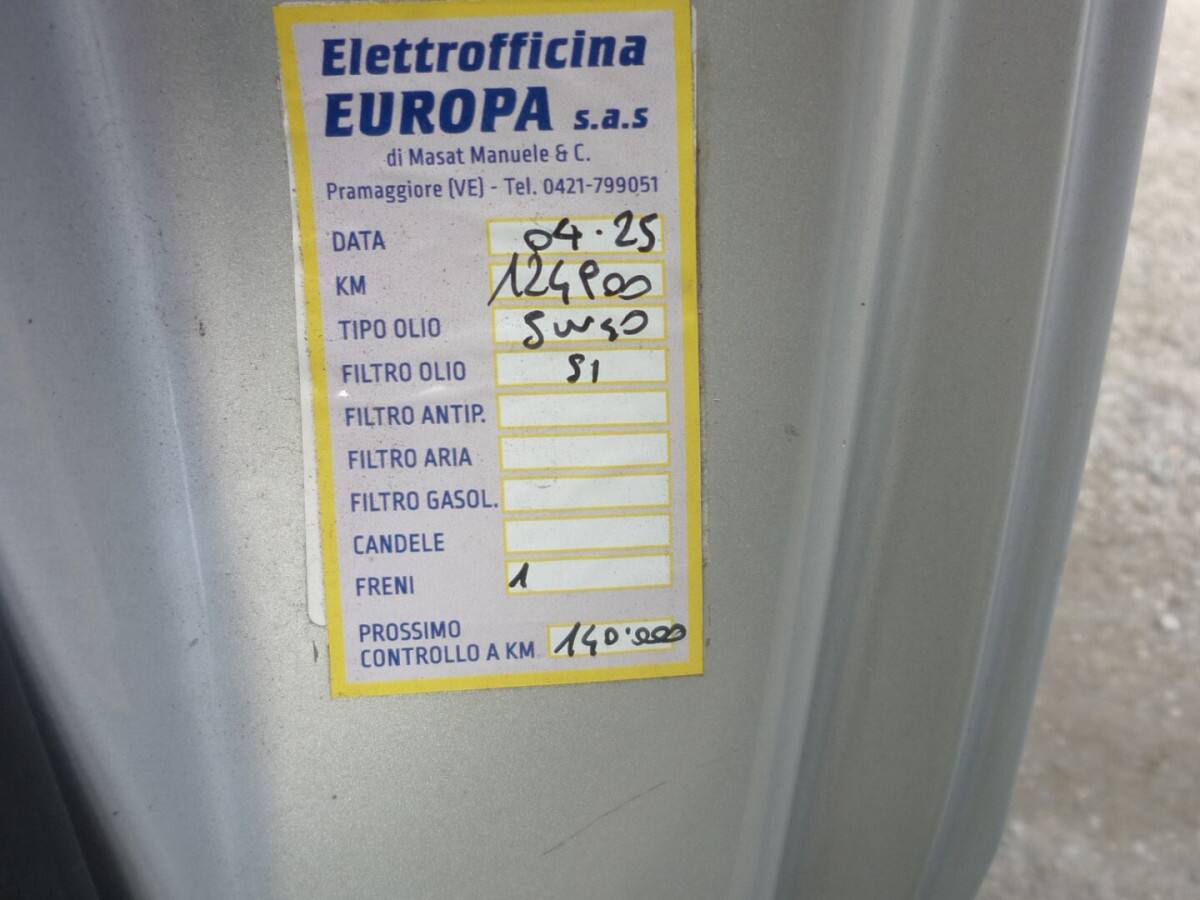 Elettrofficina
EUROPA s.a.s
di Masat Manuele & C.
Pramaggiore (VE) - Tel. 0421-799051
DATA 04.25
KM 124900
TIPO OLIO 5W40
FILTRO OLIO SI
FILTRO ANTIP.
FILTRO ARIA
FILTRO GASOL.
CANDELE
FRENI 1
PROSSIMO
CONTROLLO A KM 140.000